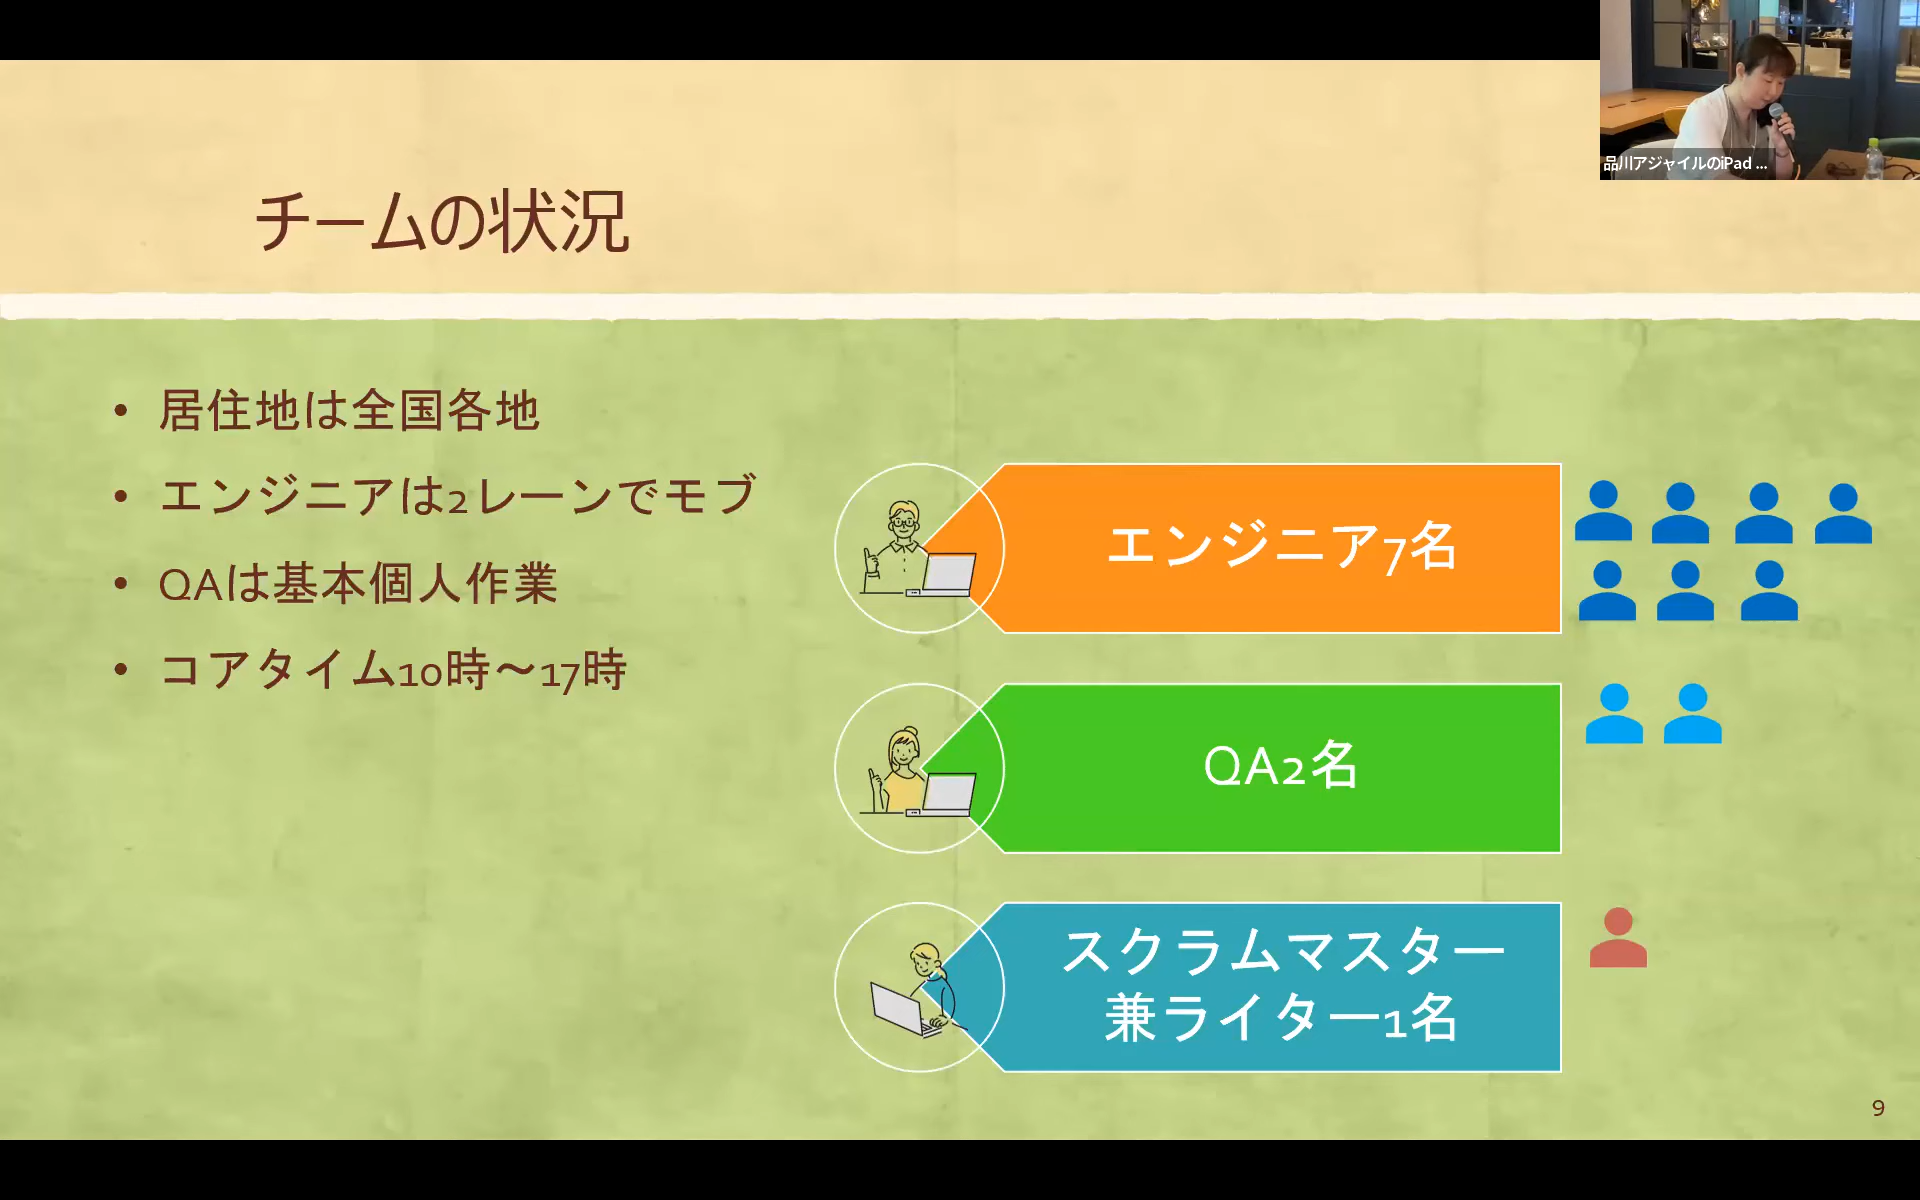 品川アジャイルのiPad ...
チームの状況
• 居住地は全国各地
• エンジニアは2レーンでモブ
• QAは基本個人作業
• コアタイム10時～17時
エンジニア7名
QA2名
スクラムマスター
兼ライター1名
9